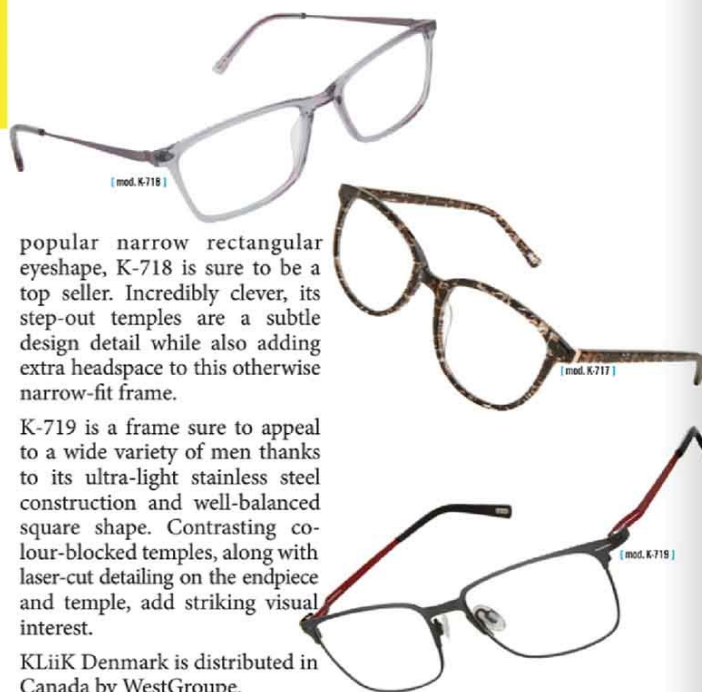 [ mod. K-718 ]
popular narrow rectangular
eyeshape, K-718 is sure to be a
top seller. Incredibly clever, its
step-out temples are a subtle
design detail while also adding
extra headspace to this otherwise
narrow-fit frame.
[ mod. K-717 ]
K-719 is a frame sure to appeal
to a wide variety of men thanks
to its ultra-light stainless steel
construction and well-balanced
square shape. Contrasting co-
lour-blocked temples, along with
laser-cut detailing on the endpiece
and temple, add striking visual
interest.
[ mod. K-719 ]
KLiiK Denmark is distributed in
Canada by WestGroupe.